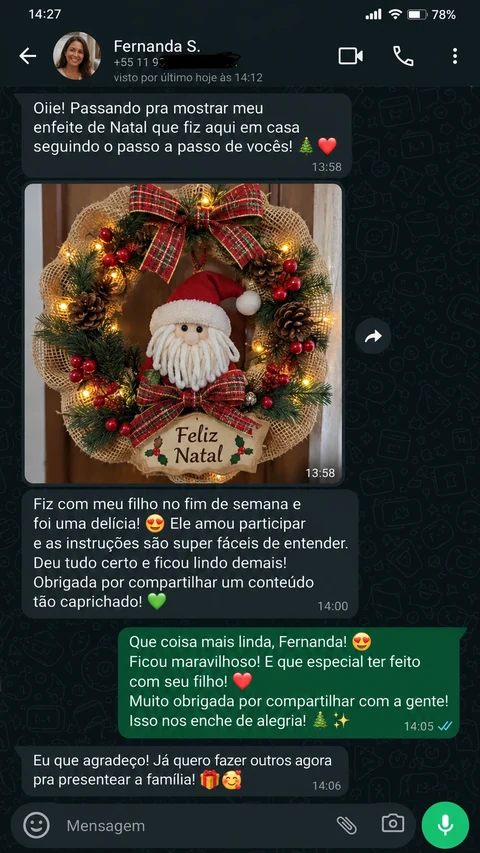 14:27
78%
Fernanda S.
+55 11 9
visto por último hoje às 14:12
Oiie! Passando pra mostrar meu
enfeite de Natal que fiz aqui em casa
seguindo o passo a passo de vocês! 🎄❤️
13:58
Feliz
Natal
13:58
Fiz com meu filho no fim de semana e
foi uma delícia! 😍 Ele amou participar
e as instruções são super fáceis de entender.
Deu tudo certo e ficou lindo demais!
Obrigada por compartilhar um conteúdo
tão caprichado! 💚
14:00
Que coisa mais linda, Fernanda! 😍
Ficou maravilhoso! E que especial ter feito
com seu filho! ❤️
Muito obrigada por compartilhar com a gente!
Isso nos enche de alegria! 🎄✨
14:05
Eu que agradeço! Já quero fazer outros agora
pra presentear a família! 🎁🥰
14:06
Mensagem